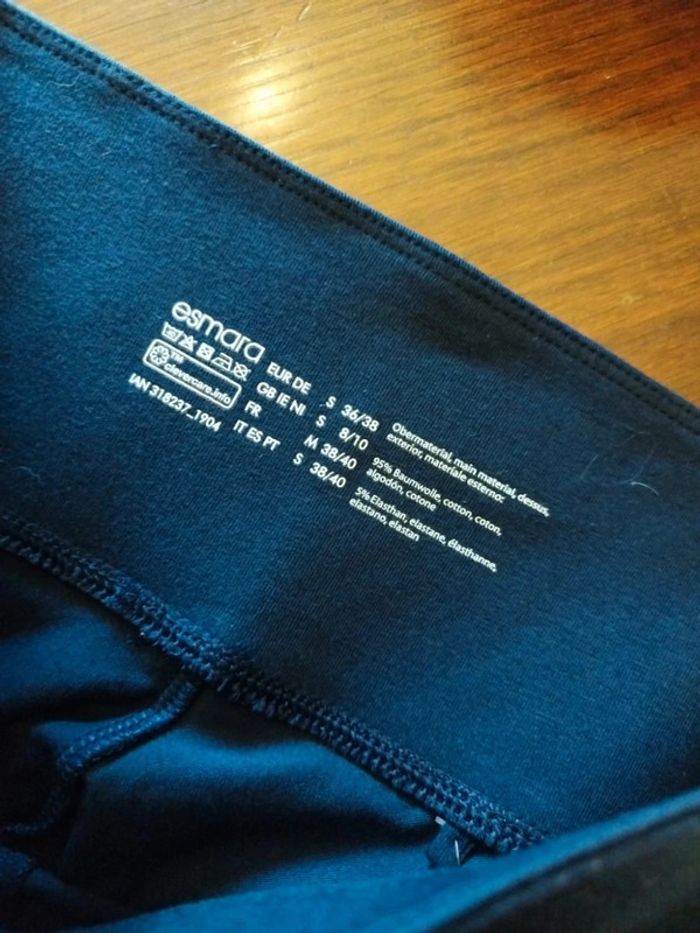 esmara
™
clevercare.info
IAN 318237_1904
EUR DE S 36/38
GB IE NI S 8/10
FR M 38/40
IT ES PT S 38/40
Obermaterial, main material, dessus,
exterior, materiale esterno:
95% Baumwolle, cotton, coton,
algodón, cotone
5% Elasthan, elastane, élasthanne,
elastano, elastan